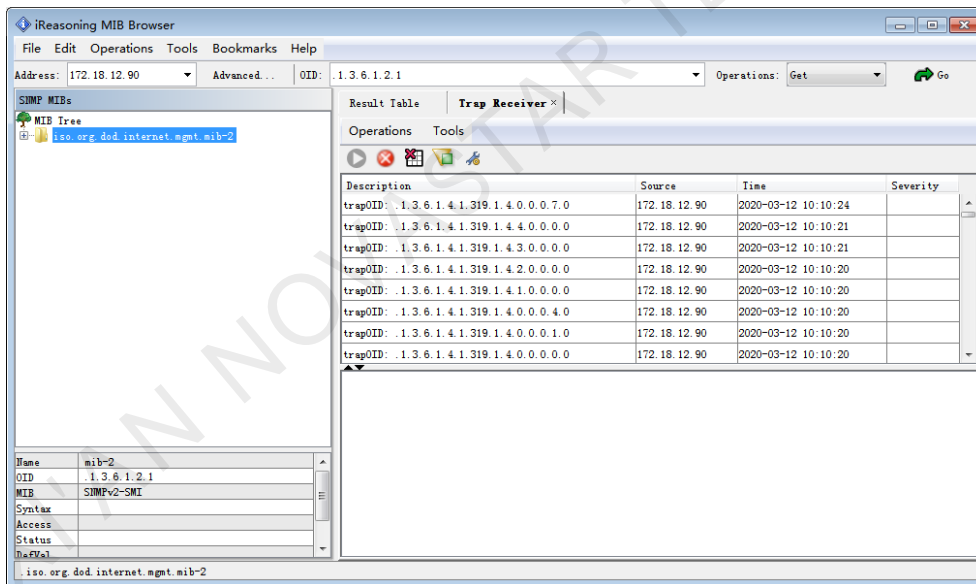 iReasoning MIB Browser
File Edit Operations Tools Bookmarks Help
Address: 172.18.12.90 Advanced... OID: .1.3.6.1.2.1 Operations: Get Go
SNMP MIBs
MIB Tree
iso.org.dod.internet.mgmt.mib-2
Name mib-2
OID .1.3.6.1.2.1
MIB SNMPv2-SMI
Syntax
Access
Status
DefVal
Result Table Trap Receiver ×
Operations Tools
Description Source Time Severity
trapOID: .1.3.6.1.4.1.319.1.4.0.0.0.7.0 172.18.12.90 2020-03-12 10:10:24
trapOID: .1.3.6.1.4.1.319.1.4.4.0.0.0.0 172.18.12.90 2020-03-12 10:10:21
trapOID: .1.3.6.1.4.1.319.1.4.3.0.0.0.0 172.18.12.90 2020-03-12 10:10:21
trapOID: .1.3.6.1.4.1.319.1.4.2.0.0.0.0 172.18.12.90 2020-03-12 10:10:20
trapOID: .1.3.6.1.4.1.319.1.4.1.0.0.0.0 172.18.12.90 2020-03-12 10:10:20
trapOID: .1.3.6.1.4.1.319.1.4.0.0.0.4.0 172.18.12.90 2020-03-12 10:10:20
trapOID: .1.3.6.1.4.1.319.1.4.0.0.0.1.0 172.18.12.90 2020-03-12 10:10:20
trapOID: .1.3.6.1.4.1.319.1.4.0.0.0.0.0 172.18.12.90 2020-03-12 10:10:20
.iso.org.dod.internet.mgmt.mib-2
I'AN NOVASTAR TE